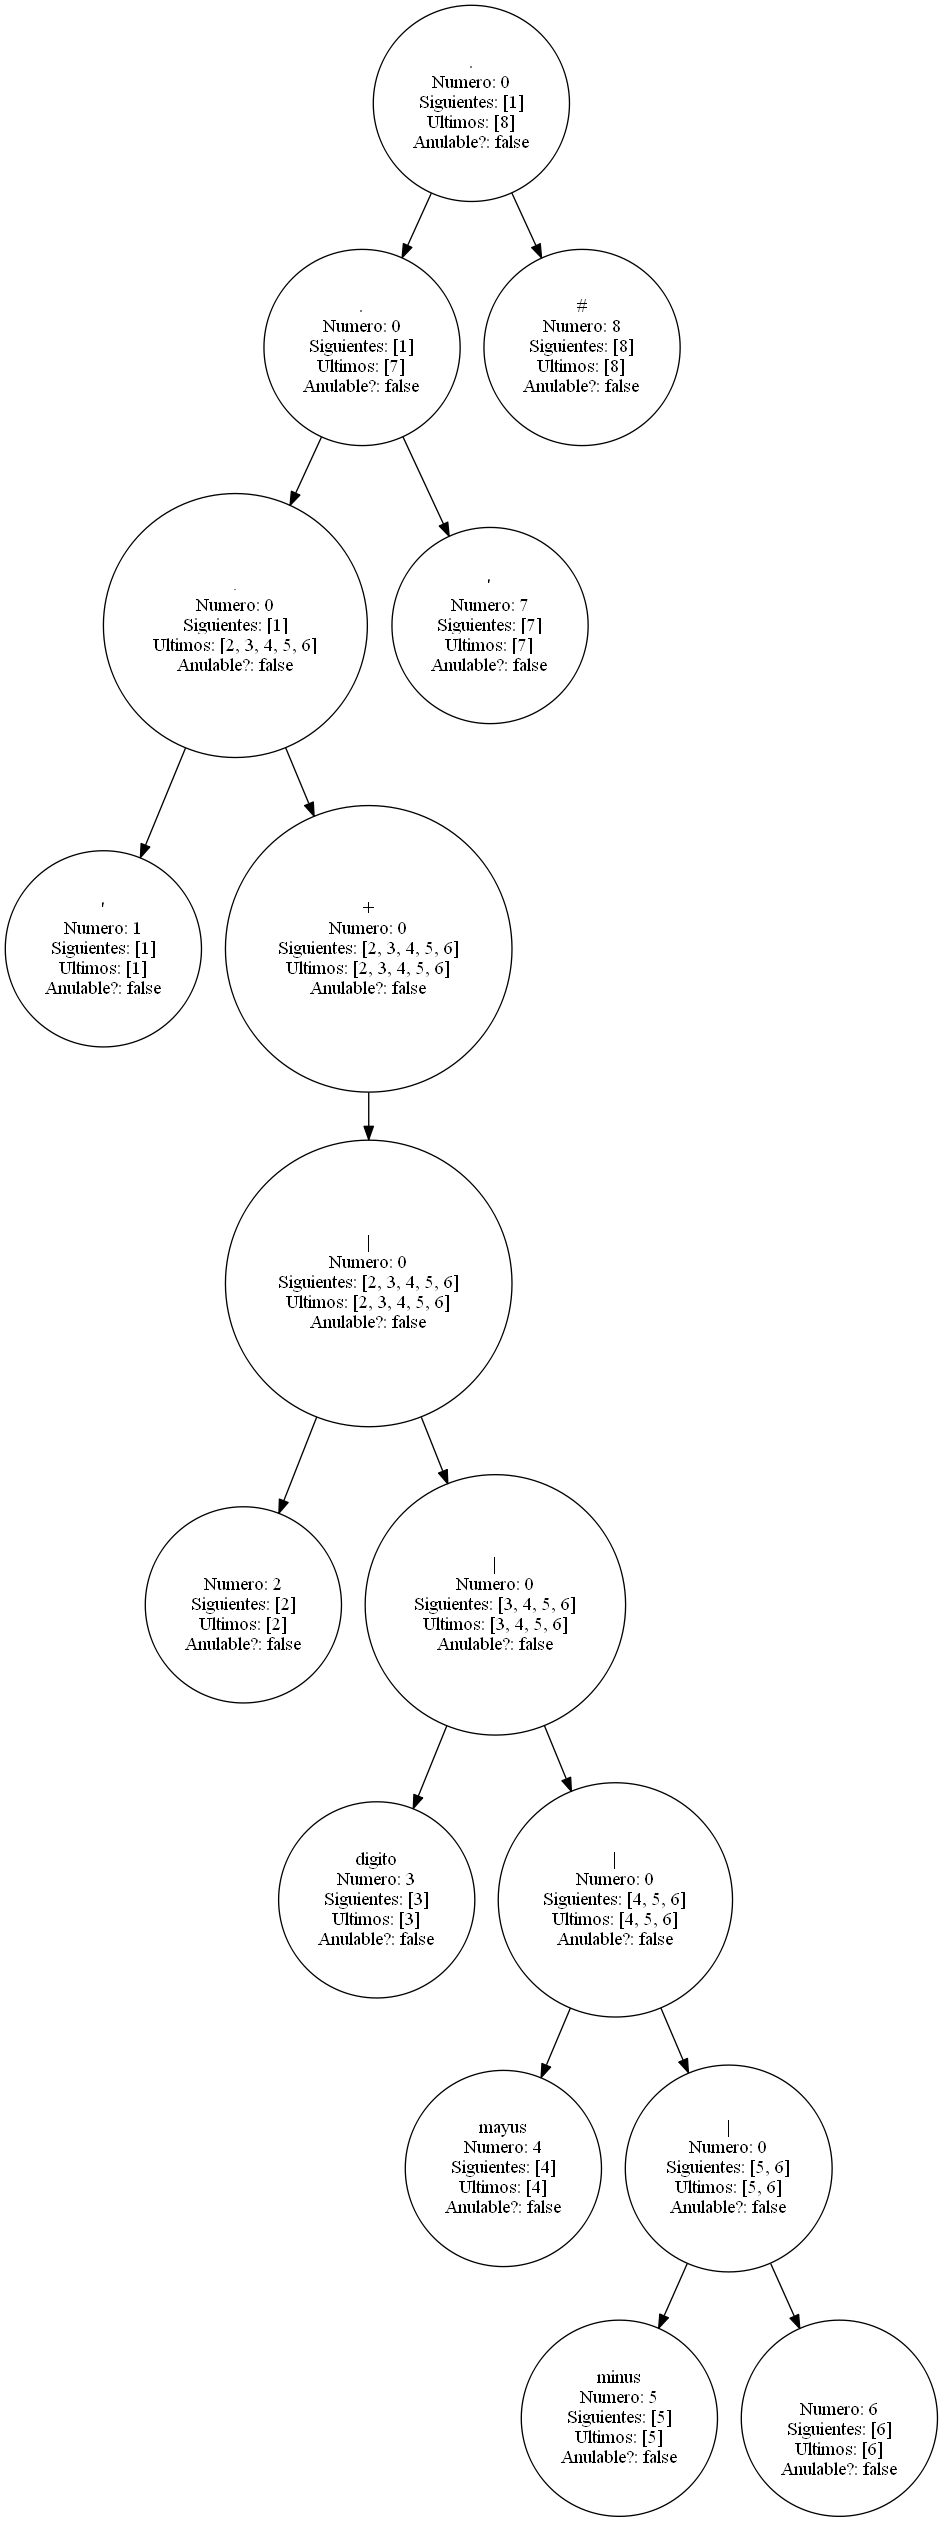 .
Numero: 0
Siguientes: [1]
Ultimos: [8]
Anulable?: false
.
Numero: 0
Siguientes: [1]
Ultimos: [7]
Anulable?: false
#
Numero: 8
Siguientes: [8]
Ultimos: [8]
Anulable?: false
.
Numero: 0
Siguientes: [1]
Ultimos: [2, 3, 4, 5, 6]
Anulable?: false
'
Numero: 7
Siguientes: [7]
Ultimos: [7]
Anulable?: false
'
Numero: 1
Siguientes: [1]
Ultimos: [1]
Anulable?: false
+
Numero: 0
Siguientes: [2, 3, 4, 5, 6]
Ultimos: [2, 3, 4, 5, 6]
Anulable?: false
|
Numero: 0
Siguientes: [2, 3, 4, 5, 6]
Ultimos: [2, 3, 4, 5, 6]
Anulable?: false
Numero: 2
Siguientes: [2]
Ultimos: [2]
Anulable?: false
|
Numero: 0
Siguientes: [3, 4, 5, 6]
Ultimos: [3, 4, 5, 6]
Anulable?: false
digito
Numero: 3
Siguientes: [3]
Ultimos: [3]
Anulable?: false
|
Numero: 0
Siguientes: [4, 5, 6]
Ultimos: [4, 5, 6]
Anulable?: false
mayus
Numero: 4
Siguientes: [4]
Ultimos: [4]
Anulable?: false
|
Numero: 0
Siguientes: [5, 6]
Ultimos: [5, 6]
Anulable?: false
minus
Numero: 5
Siguientes: [5]
Ultimos: [5]
Anulable?: false
Numero: 6
Siguientes: [6]
Ultimos: [6]
Anulable?: false